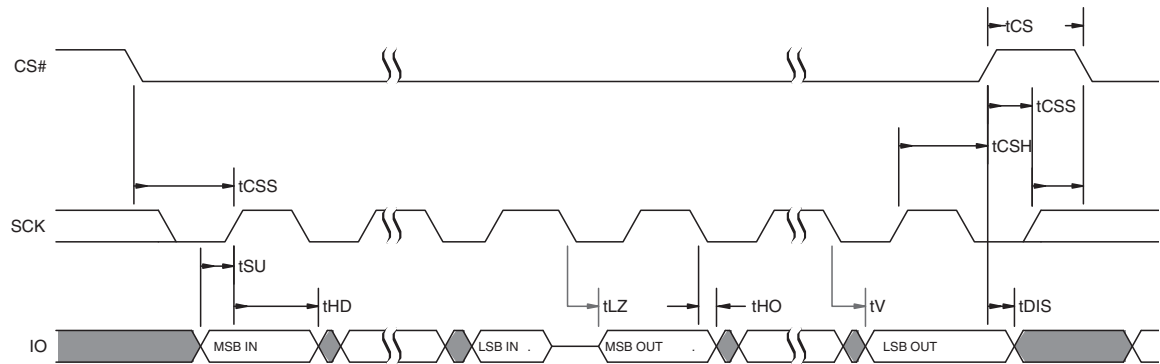 tCS
CS#
tCSS
tCSH
tCSS
SCK
tSU
tHD
tLZ
tHO
tV
tDIS
IO
MSB IN
LSB IN .
MSB OUT .
LSB OUT